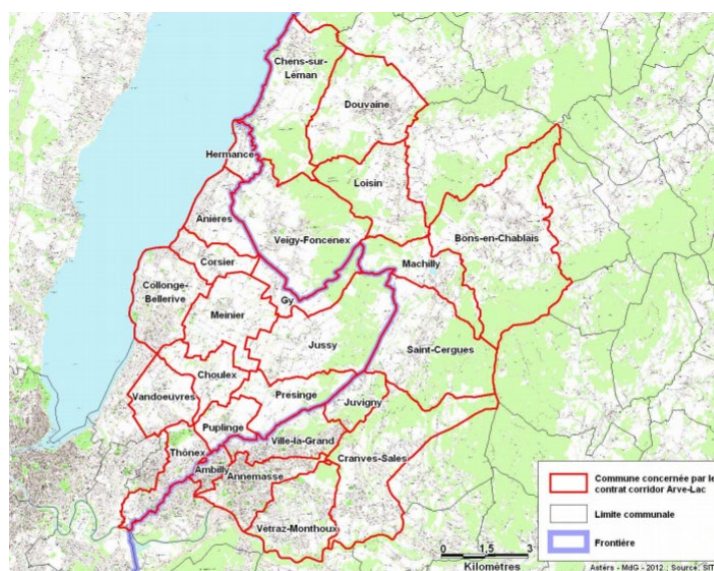 Chens-sur-
Léman
Douvaine
Hermance
Loisin
Anières
Veigy-Foncenex
Bons-en-Chablais
Corsier
Machilly
Collonge-
Bellerive
Gy
Meinier
Jussy
Saint-Cergues
Choulex
Presinge
Vandoeuvres
Juvigny
Puplinge
Ville-la-Grand
Thônex
Cranves-Sales
Ambilly
Annemasse
Vetraz-Monthoux
Commune concernée par le
contrat corridor Arve-Lac
Limite communale
Frontière
0 1,5 3
Kilomètres
Astérs - MdG - 2012 ; Source: SIT